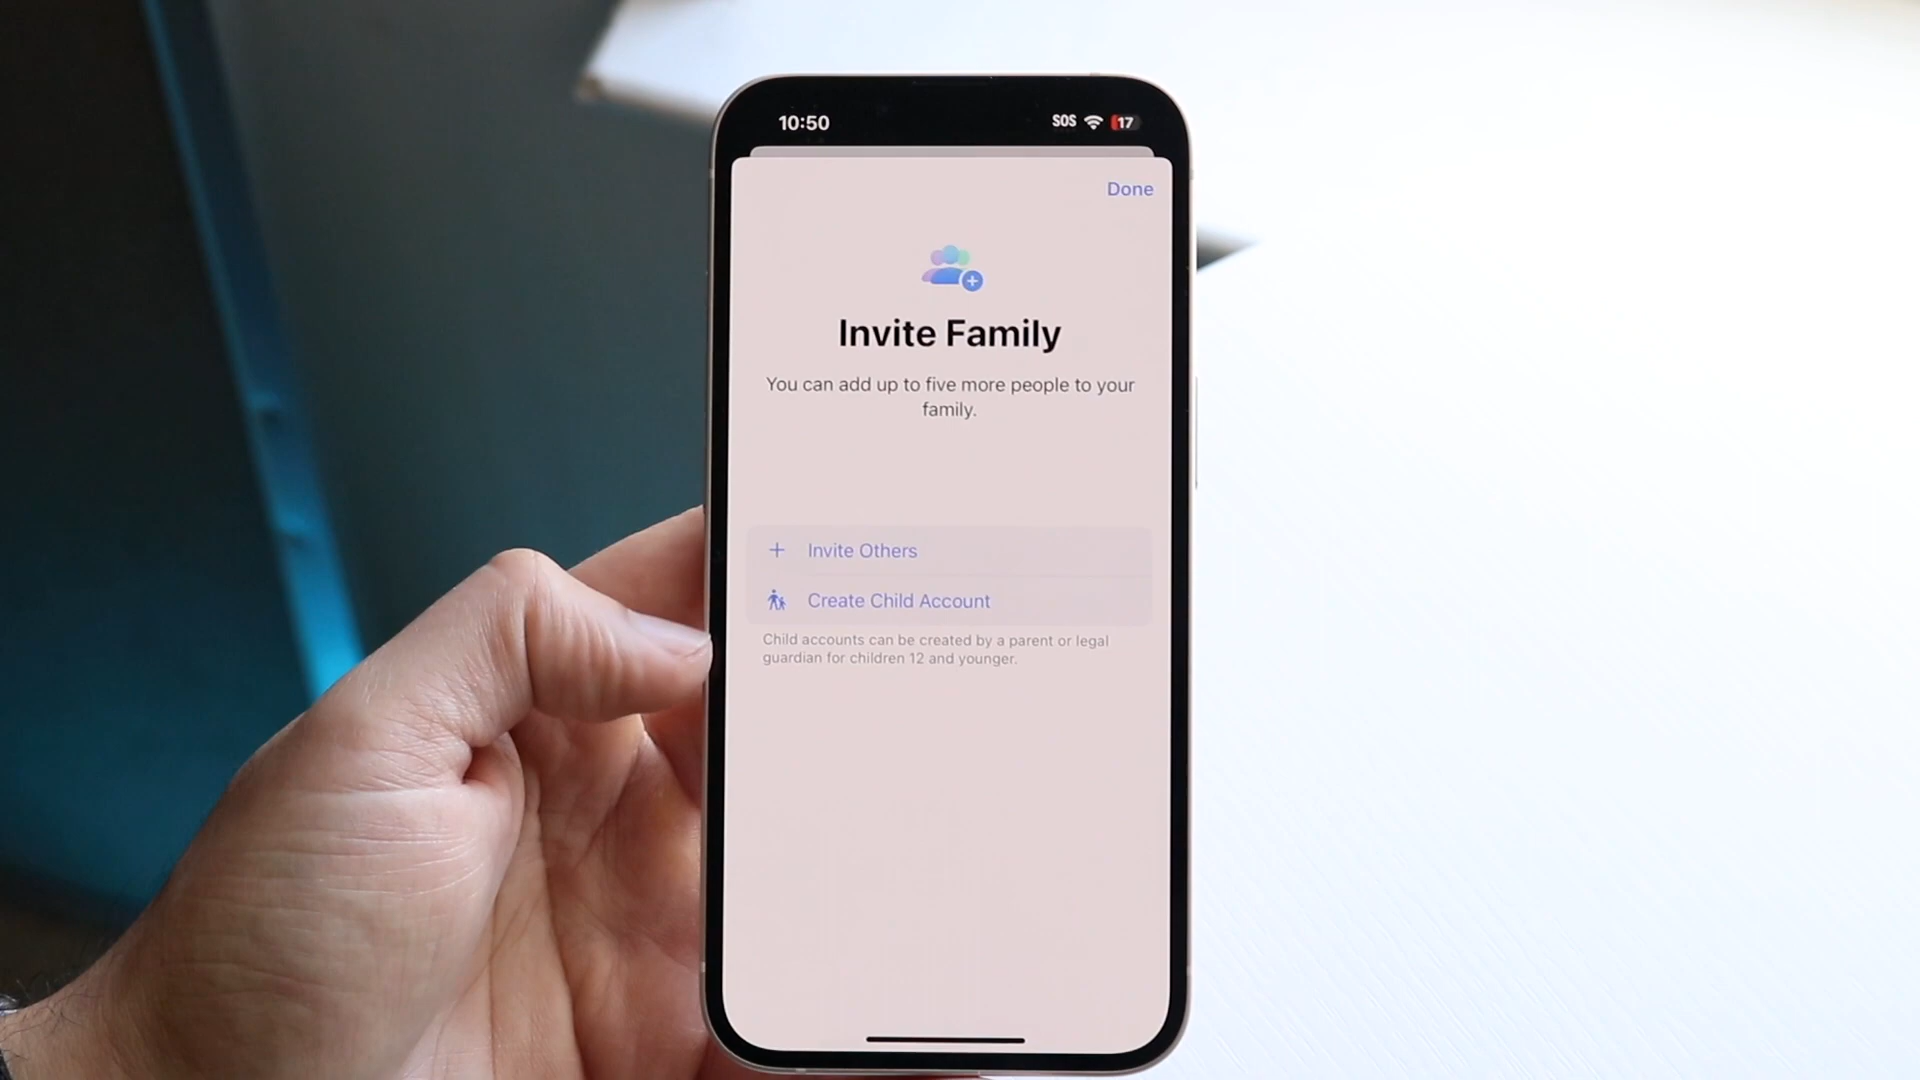 10:50
SOS
17
Done
Invite Family
You can add up to five more people to your
family.
+ Invite Others
Create Child Account
Child accounts can be created by a parent or legal
guardian for children 12 and younger.